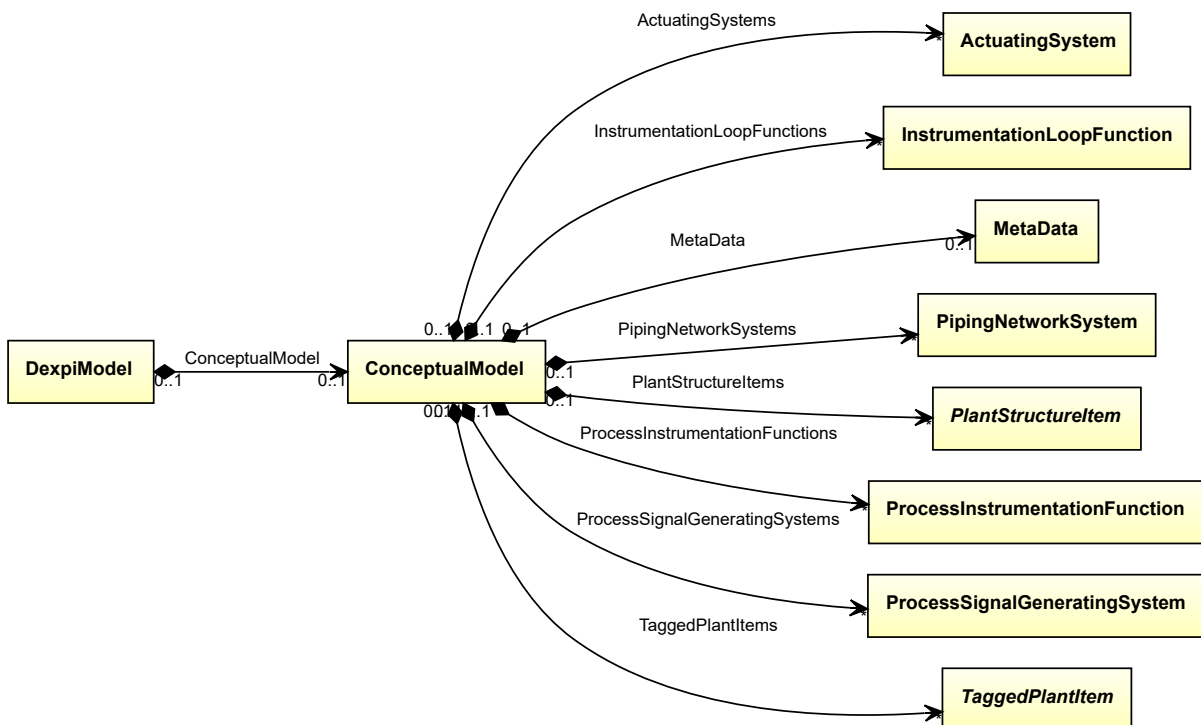 ActuatingSystems
*
ActuatingSystem
InstrumentationLoopFunctions
*
InstrumentationLoopFunction
MetaData
0..1
MetaData
DexpiModel
0..1
ConceptualModel
0..1
ConceptualModel
0..1
0..1
0..1
PipingNetworkSystems
0..1
*
PipingNetworkSystem
PlantStructureItems
0..1
*
PlantStructureItem
ProcessInstrumentationFunctions
*
ProcessInstrumentationFunction
ProcessSignalGeneratingSystems
*
ProcessSignalGeneratingSystem
TaggedPlantItems
*
TaggedPlantItem